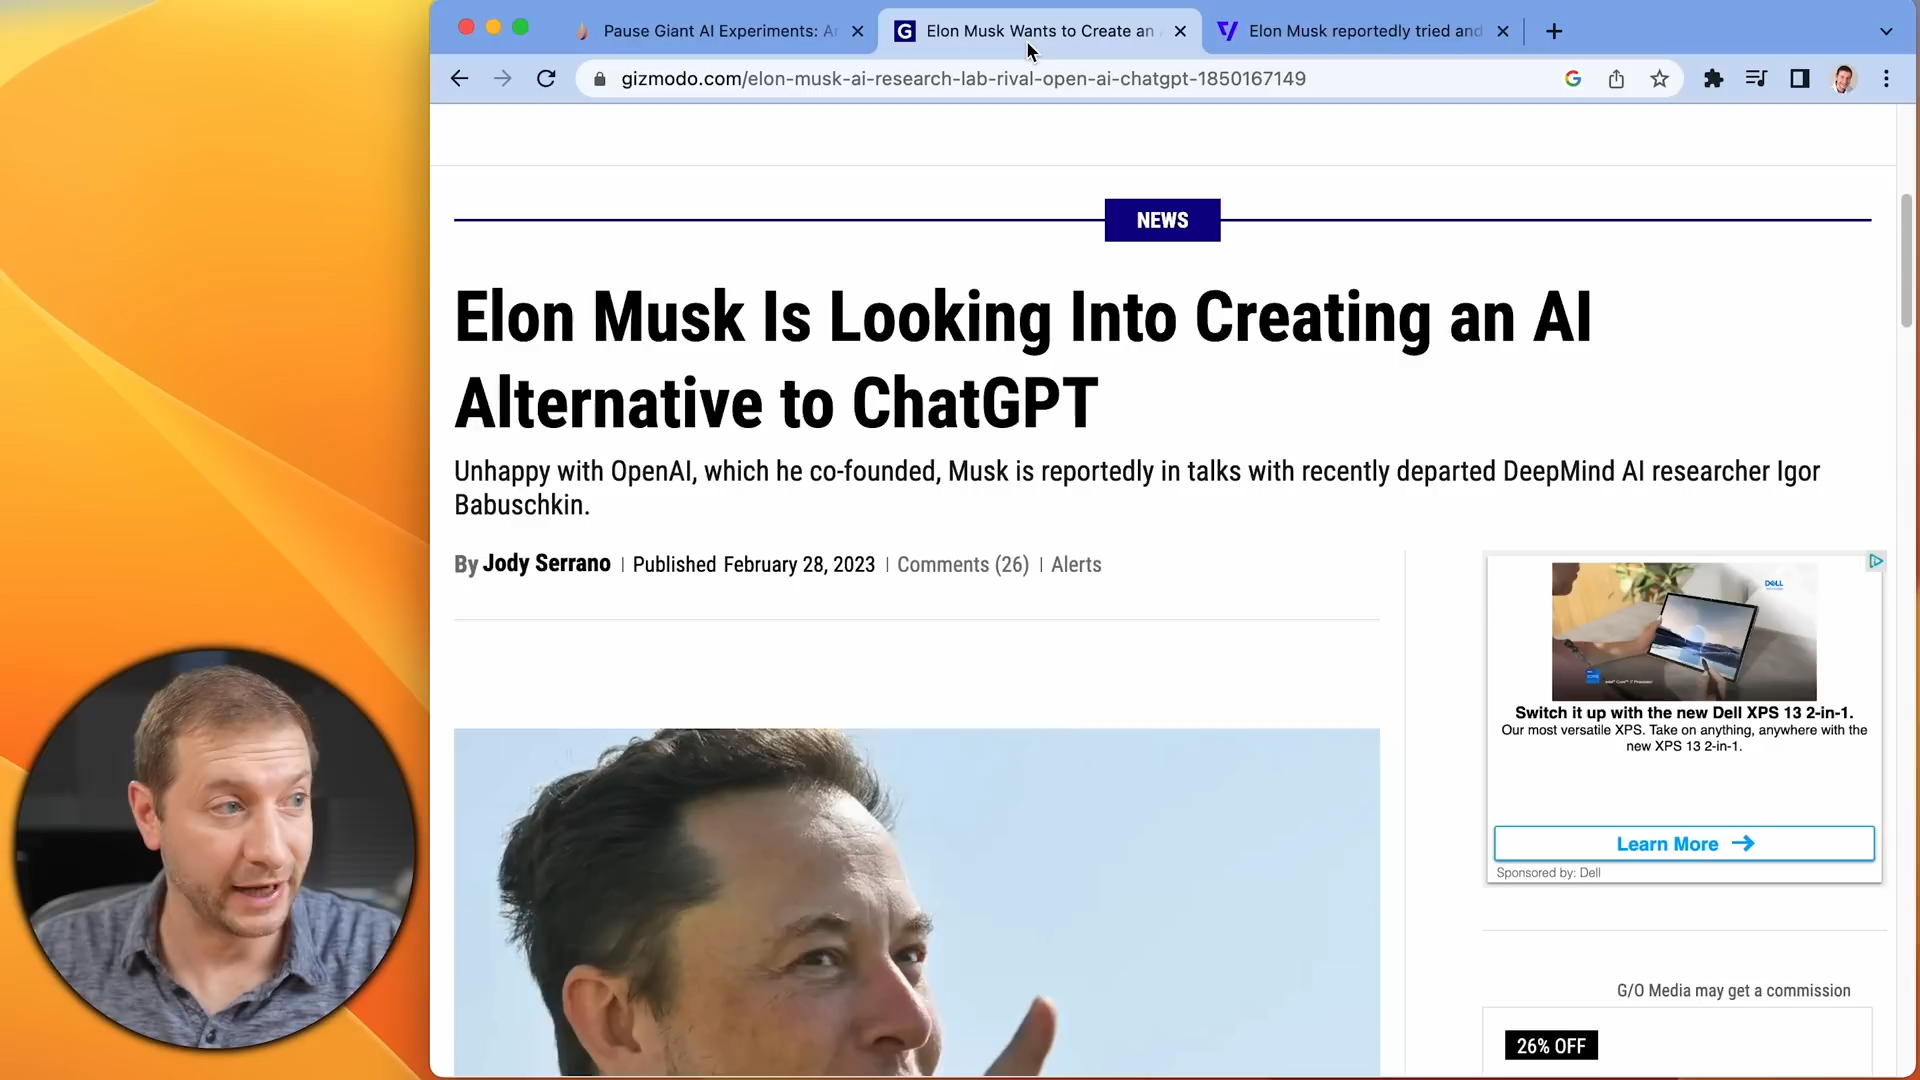 Pause Giant AI Experiments: An
Elon Musk Wants to Create an A
Elon Musk reportedly tried and
gizmodo.com/elon-musk-ai-research-lab-rival-open-ai-chatgpt-1850167149
NEWS
Elon Musk Is Looking Into Creating an AI
Alternative to ChatGPT
Unhappy with OpenAI, which he co-founded, Musk is reportedly in talks with recently departed DeepMind AI researcher Igor
Babuschkin.
By Jody Serrano | Published February 28, 2023 | Comments (26) | Alerts
DELL
Switch it up with the new Dell XPS 13 2-in-1.
Our most versatile XPS. Take on anything, anywhere with the
new XPS 13 2-in-1.
Learn More
Sponsored by: Dell
G/O Media may get a commission
26% OFF